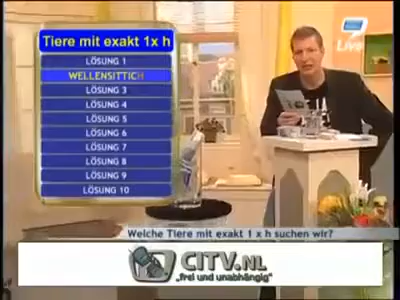 Tiere mit exakt 1x h
LÖSUNG 1
WELLENSITTICH
LÖSUNG 3
LÖSUNG 4
LÖSUNG 5
LÖSUNG 6
LÖSUNG 7
LÖSUNG 8
LÖSUNG 9
LÖSUNG 10
9
Live
Welche Tiere mit exakt 1 x h suchen wir?
CITV.NL
„frei und unabhängig"